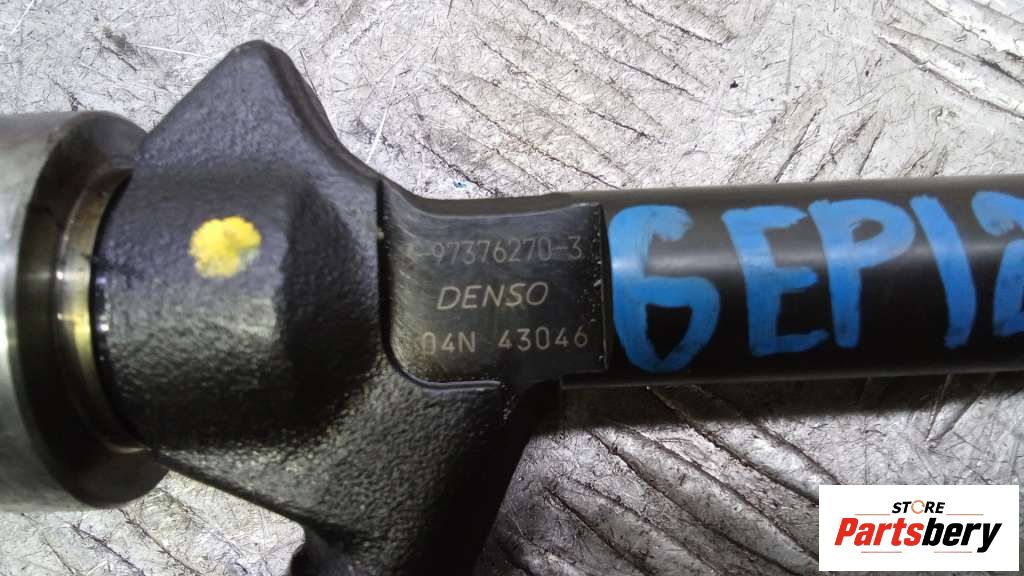 97376270-3
DENSO
04N 43046
6EP12
STORE
Partsbery